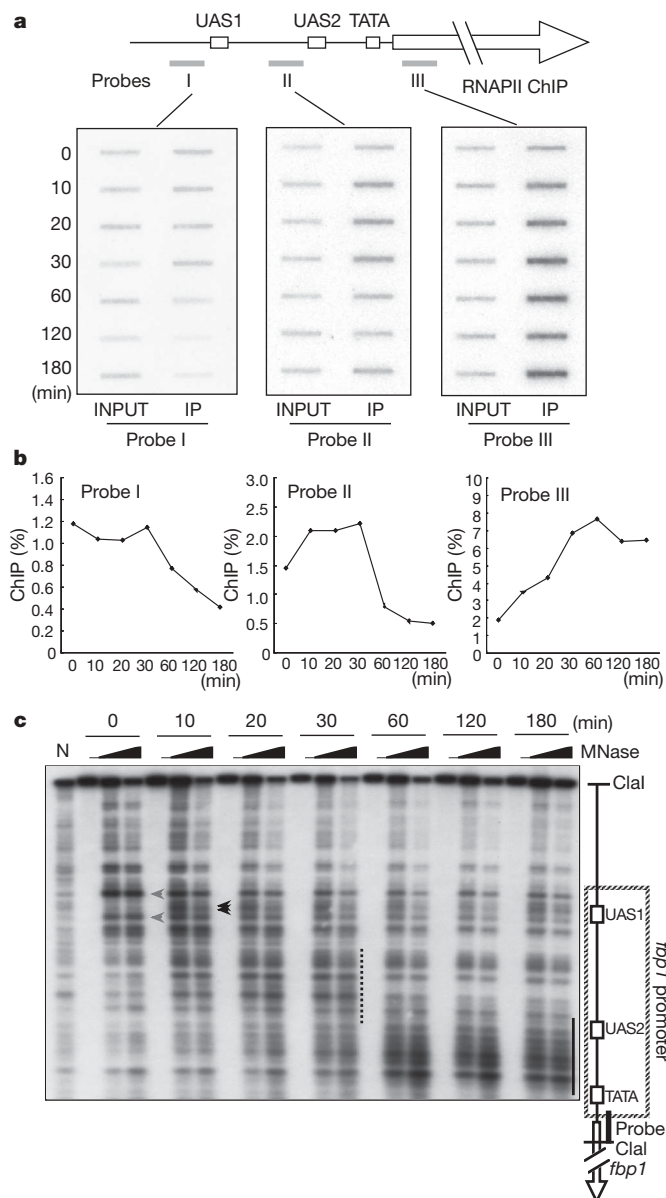 a
UAS1 UAS2 TATA
Probes I II III RNAPII ChIP
0
10
20
30
60
120
180
(min)
INPUT IP INPUT IP INPUT IP
Probe I Probe II Probe III
b
Probe I
ChIP (%)
1.6
1.4
1.2
1.0
0.8
0.6
0.4
0.2
0
0 10 20 30 60 120 180
(min)
Probe II
ChIP (%)
3.0
2.5
2.0
1.5
1.0
0.5
0
0 10 20 30 60 120 180
(min)
Probe III
ChIP (%)
10
9
8
7
6
5
4
3
2
1
0
0 10 20 30 60 120 180
(min)
c
0 10 20 30 60 120 180 (min)
N MNase
ClaI
UAS1
UAS2
TATA
fbp1 promoter
Probe
ClaI
fbp1